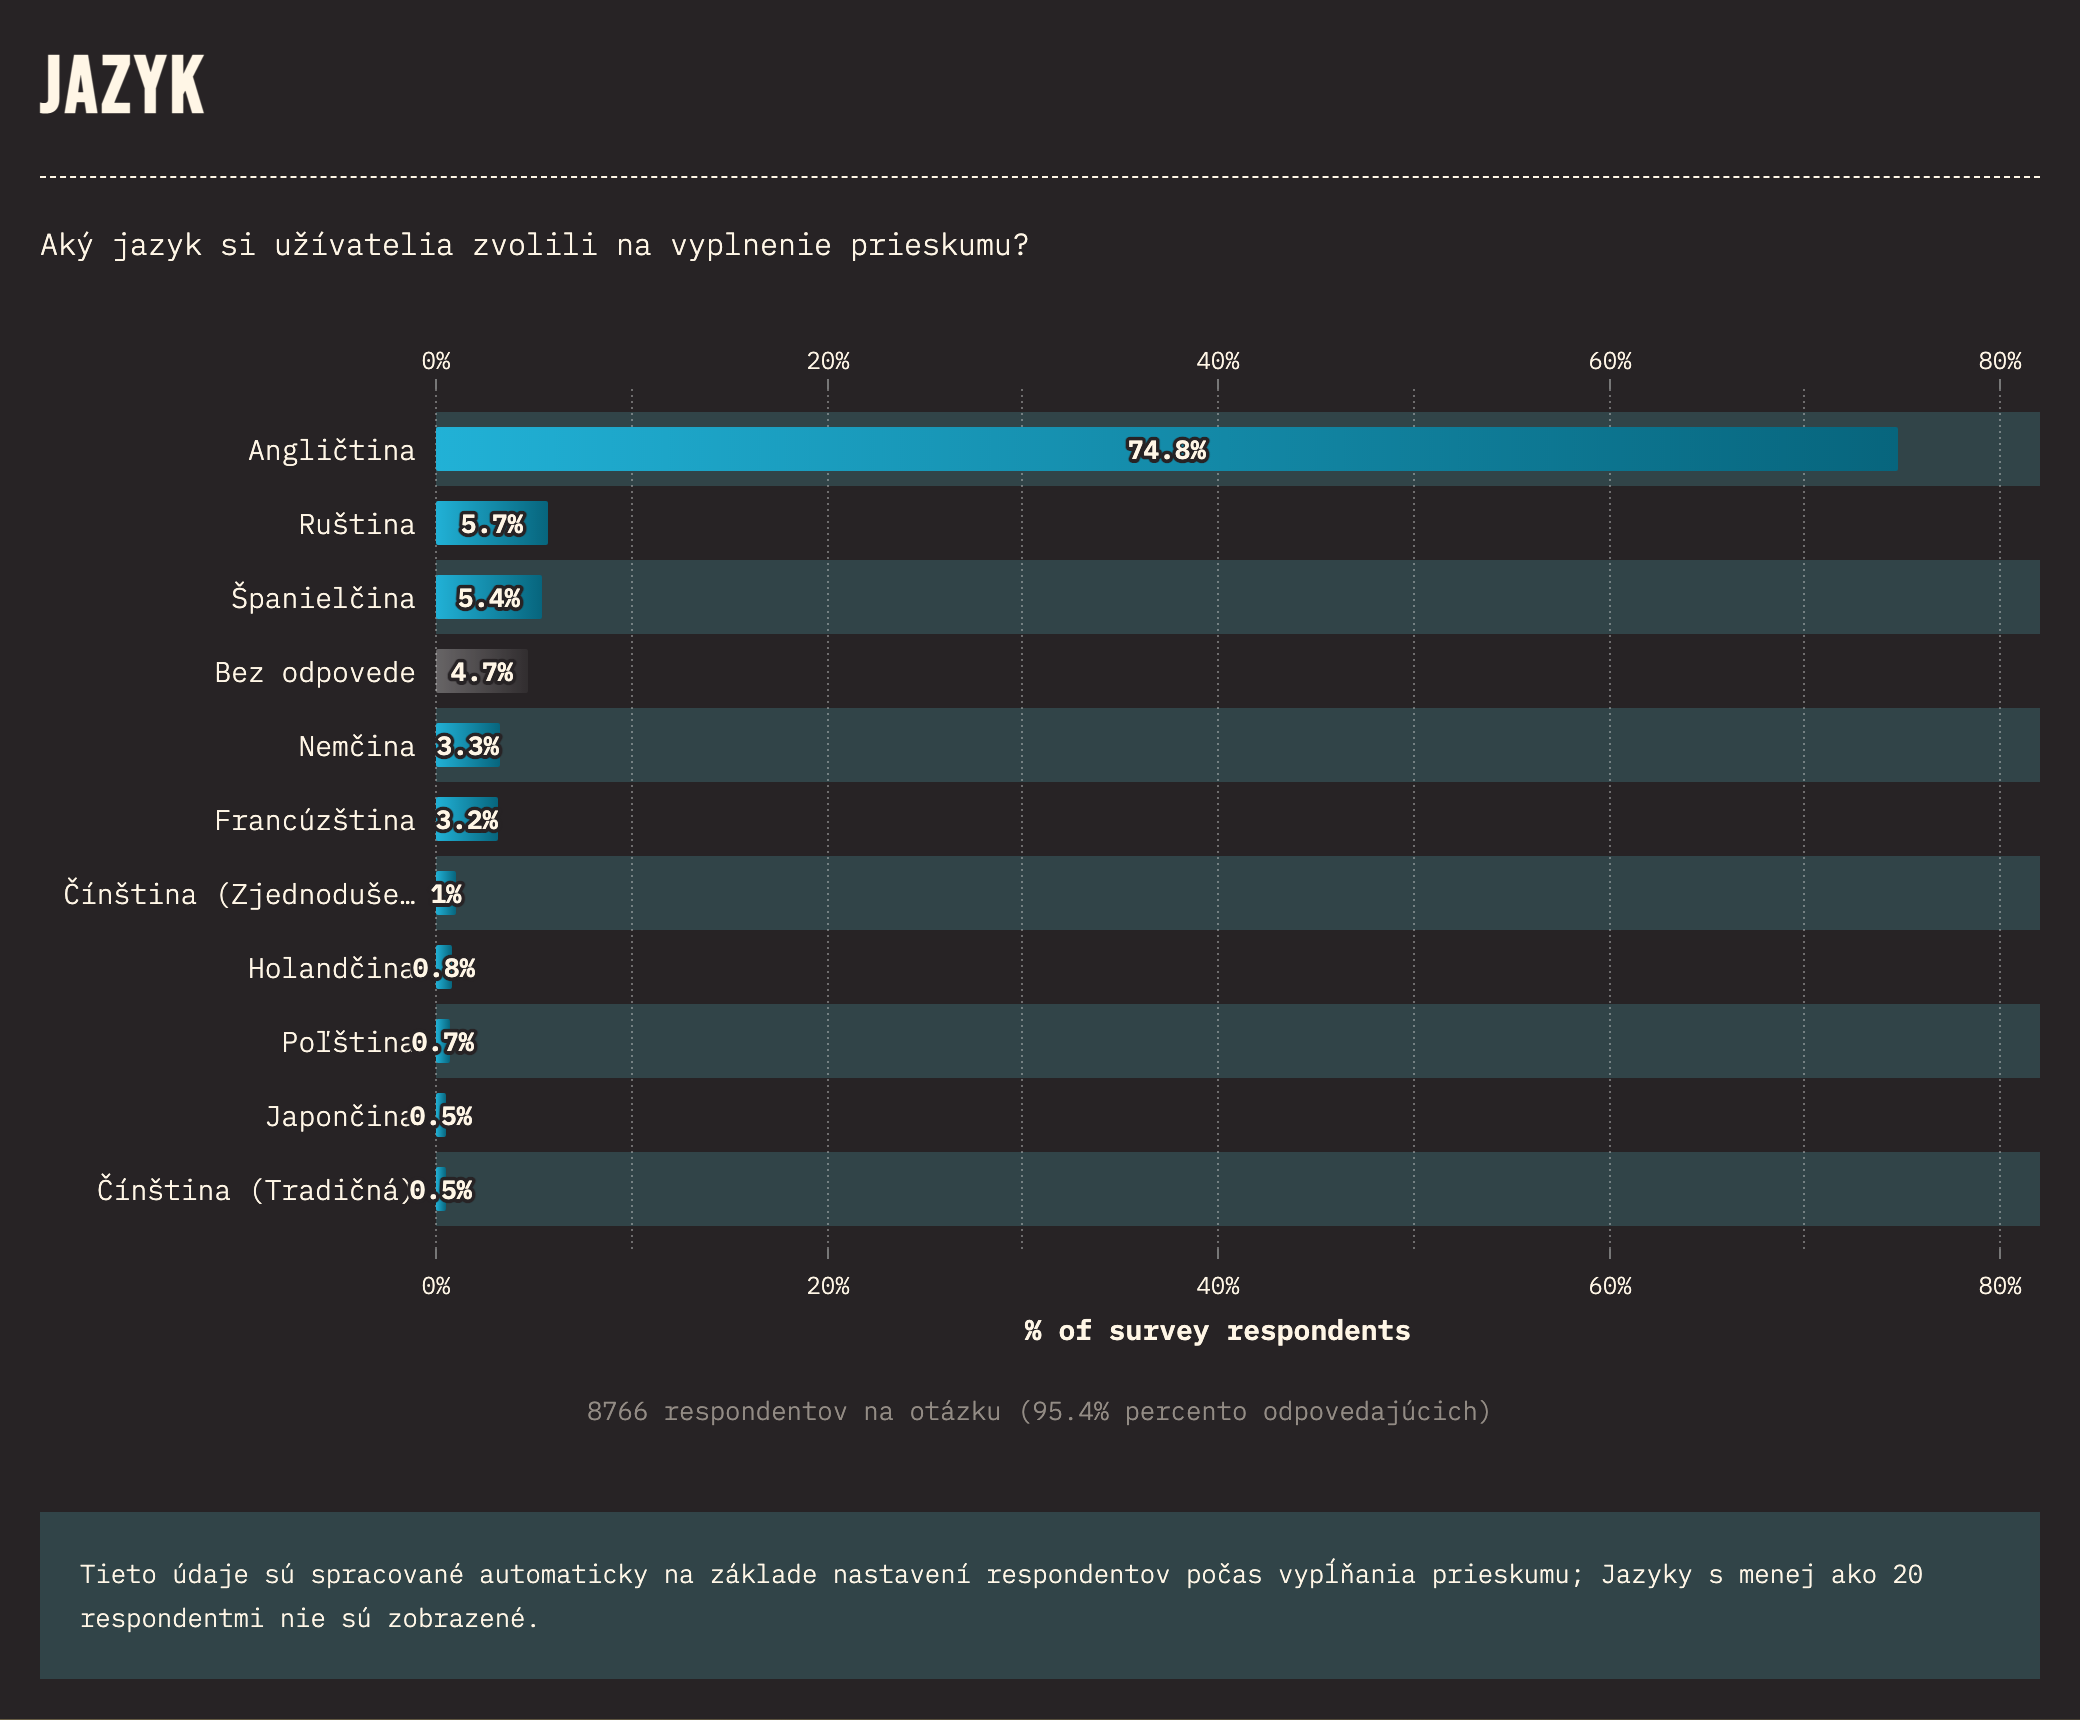 JAZYK
Aký jazyk si užívatelia zvolili na vyplnenie prieskumu?
0% 20% 40% 60% 80%
Angličtina 74.8%
Ruština 5.7%
Španielčina 5.4%
Bez odpovede 4.7%
Nemčina 3.3%
Francúzština 3.2%
Čínština (Zjednoduše… 1%
Holandčina 0.8%
Poľština 0.7%
Japončina 0.5%
Čínština (Tradičná) 0.5%
0% 20% 40% 60% 80%
% of survey respondents
8766 respondentov na otázku (95.4% percento odpovedajúcich)
Tieto údaje sú spracované automaticky na základe nastavení respondentov počas vypĺňania prieskumu; Jazyky s menej ako 20
respondentmi nie sú zobrazené.